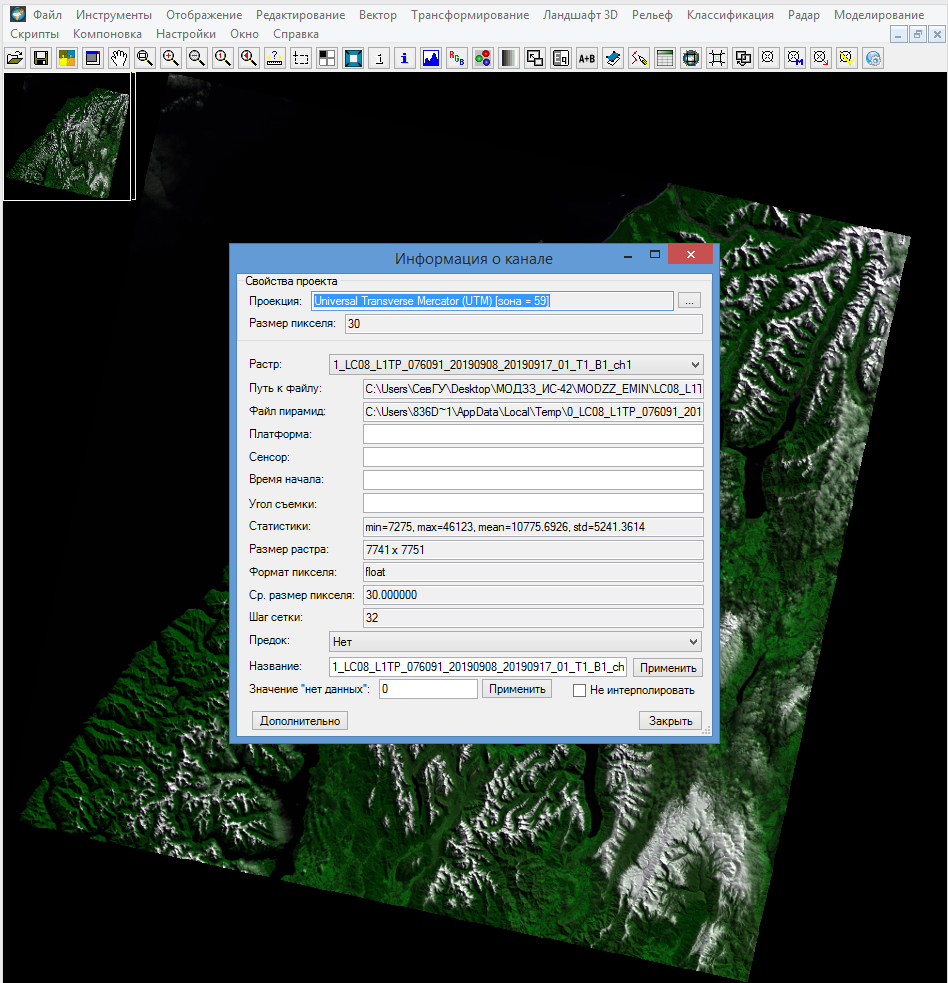 Файл Инструменты Отображение Редактирование Вектор Трансформирование Ландшафт 3D Рельеф Классификация Радар Моделирование
Скрипты Компоновка Настройки Окно Справка
RGB A+B
Информация о канале
Свойства проекта
Проекция: Universal Transverse Mercator (UTM) [зона = 59] ...
Размер пикселя: 30
Растр: 1_LC08_L1TP_076091_20190908_20190917_01_T1_B1_ch1
Путь к файлу: C:\Users\СевГУ\Desktop\МОДЗЗ_ИС-42\MODZZ_EMIN\LC08_L1T
Файл пирамид: C:\Users\836D~1\AppData\Local\Temp\0_LC08_L1TP_076091_201
Платформа:
Сенсор:
Время начала:
Угол съемки:
Статистики: min=7275, max=46123, mean=10775.6926, std=5241.3614
Размер растра: 7741 x 7751
Формат пикселя: float
Ср. размер пикселя: 30.000000
Шаг сетки: 32
Предок: Нет
Название: 1_LC08_L1TP_076091_20190908_20190917_01_T1_B1_ch Применить
Значение "нет данных": 0 Применить Не интерполировать
Дополнительно Закрыть